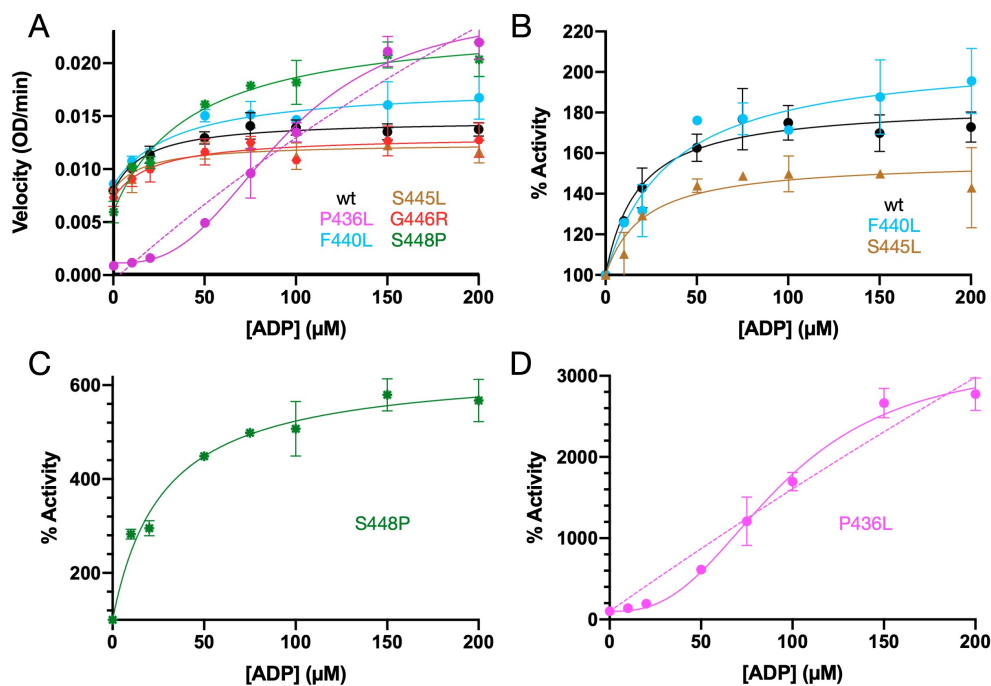 A
Velocity (OD/min)
0.020
0.015
0.010
0.005
0.000
wt
S445L
P436L
G446R
F440L
S448P
0 50 100 150 200
[ADP] (µM)
B
% Activity
220
200
180
160
140
120
100
wt
F440L
S445L
0 50 100 150 200
[ADP] (µM)
C
% Activity
600
400
200
S448P
0 50 100 150 200
[ADP] (µM)
D
% Activity
3000
2000
1000
0
P436L
0 50 100 150 200
[ADP] (µM)